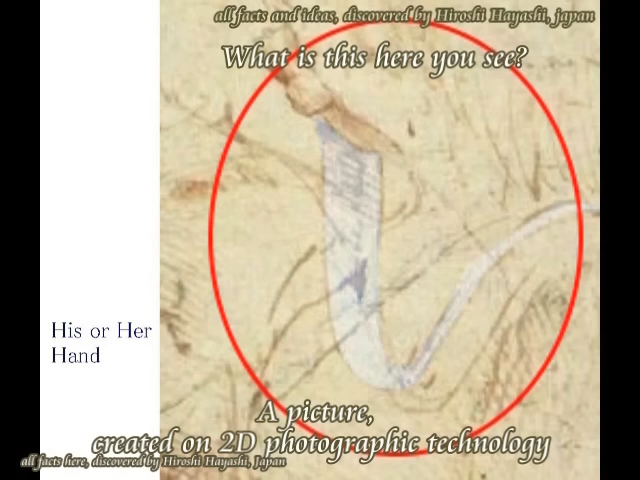 all facts and ideas, discovered by Hiroshi Hayashi, japan
What is this here you see?
His or Her
Hand
A picture,
created on 2D photographic technology
all facts here, discovered by Hiroshi Hayashi, Japan